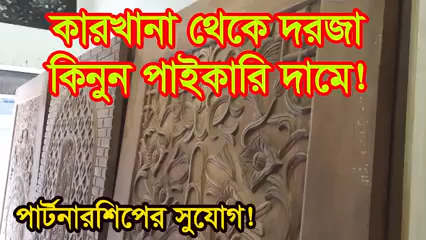 কারখানা থেকে দরজা
কিনুন পাইকারি দামে!
পার্টনারশিপের সুযোগ!